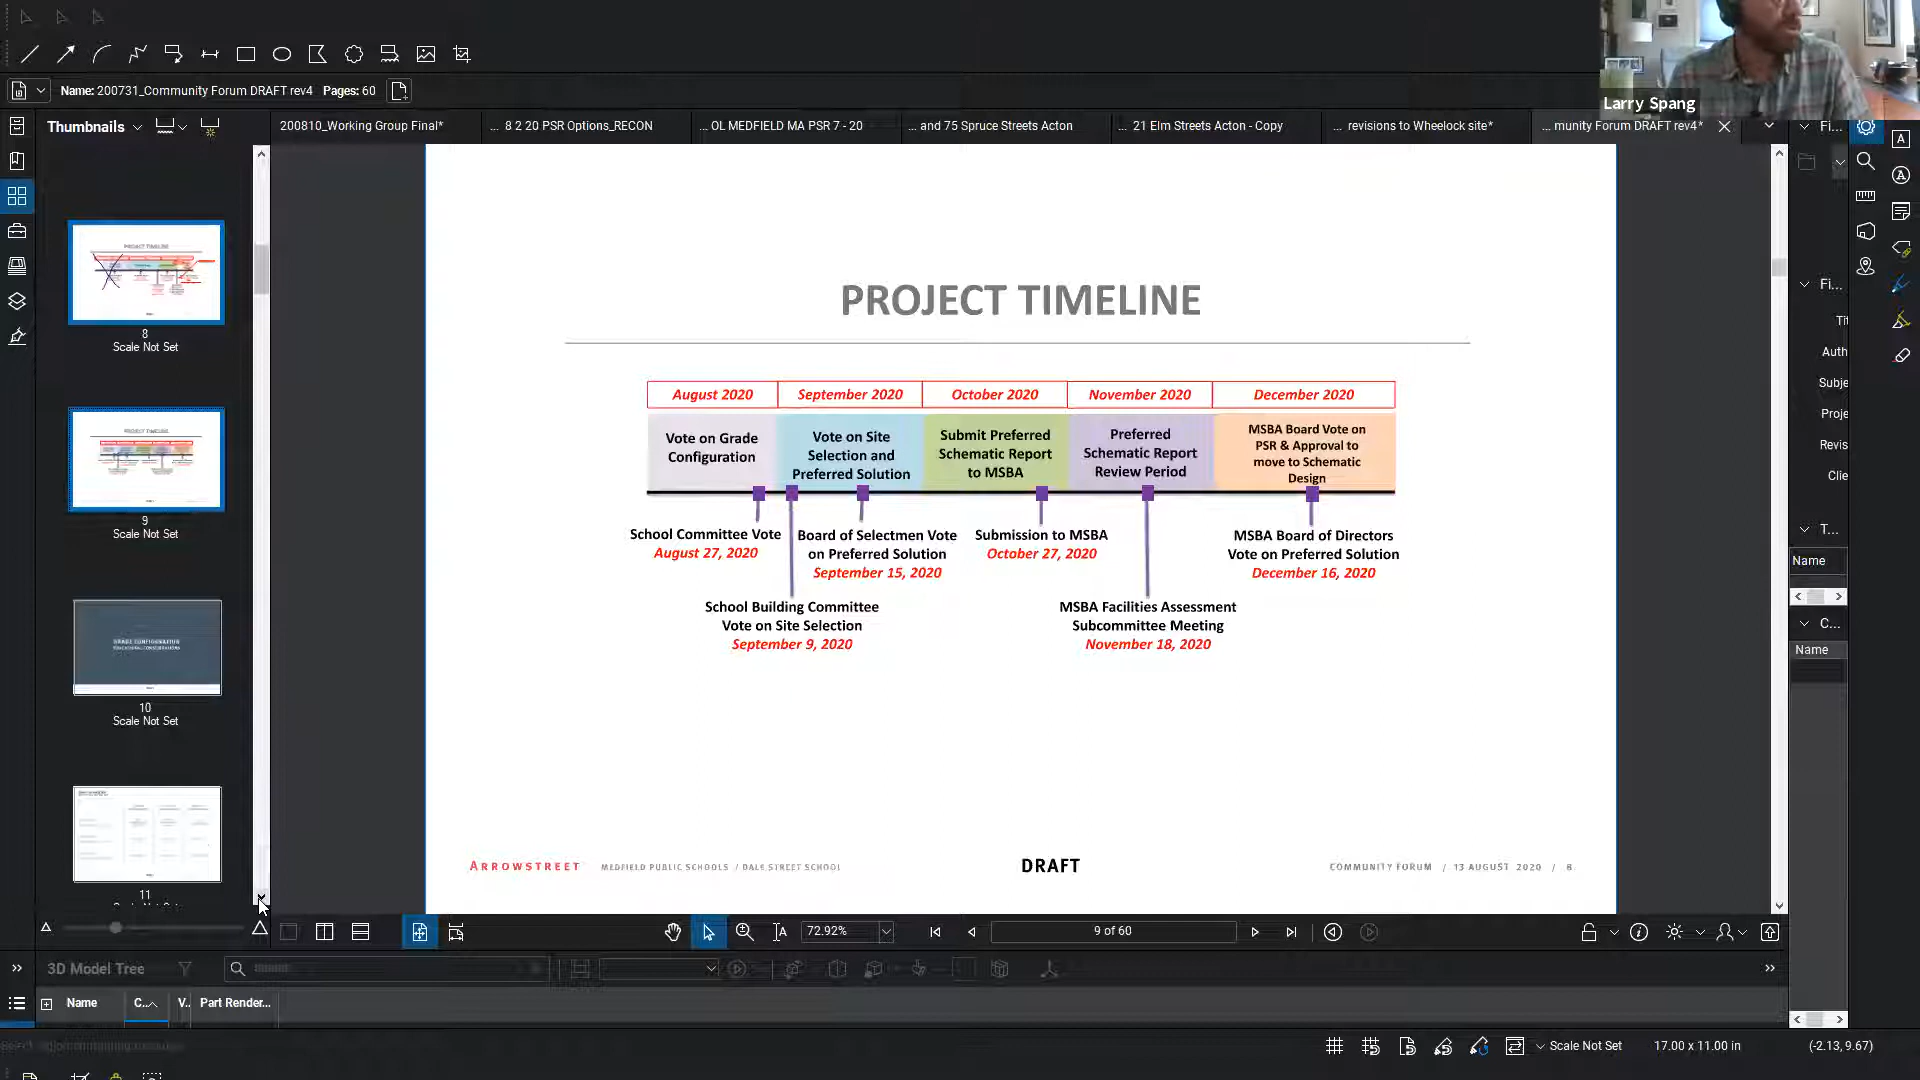 Name: 200731_Community Forum DRAFT rev4 Pages: 60
Larry Spang
Thumbnails
200810_Working Group Final*
... 8 2 20 PSR Options_RECON
... OL MEDFIELD MA PSR 7 - 20
... and 75 Spruce Streets Acton
... 21 Elm Streets Acton - Copy
... revisions to Wheelock site*
... munity Forum DRAFT rev4*
Fi...
PROJECT TIMELINE
8
Scale Not Set
PROJECT TIMELINE
9
Scale Not Set
10
Scale Not Set
11
PROJECT TIMELINE
August 2020
September 2020
October 2020
November 2020
December 2020
Vote on Grade
Configuration
Vote on Site
Selection and
Preferred Solution
Submit Preferred
Schematic Report
to MSBA
Preferred
Schematic Report
Review Period
MSBA Board Vote on
PSR & Approval to
move to Schematic
Design
School Committee Vote
August 27, 2020
Board of Selectmen Vote
on Preferred Solution
September 15, 2020
Submission to MSBA
October 27, 2020
MSBA Board of Directors
Vote on Preferred Solution
December 16, 2020
School Building Committee
Vote on Site Selection
September 9, 2020
MSBA Facilities Assessment
Subcommittee Meeting
November 18, 2020
ARROWSTREET
MEDFIELD PUBLIC SCHOOLS / DALE STREET SCHOOL
DRAFT
COMMUNITY FORUM / 13 AUGUST 2020 / 8
Fi...
Tit
Auth
Subje
Proje
Revis
Clie
T...
Name
C...
Name
72.92%
9 of 60
3D Model Tree
Name
C...
V..
Part Render...
Scale Not Set
17.00 x 11.00 in
(-2.13, 9.67)